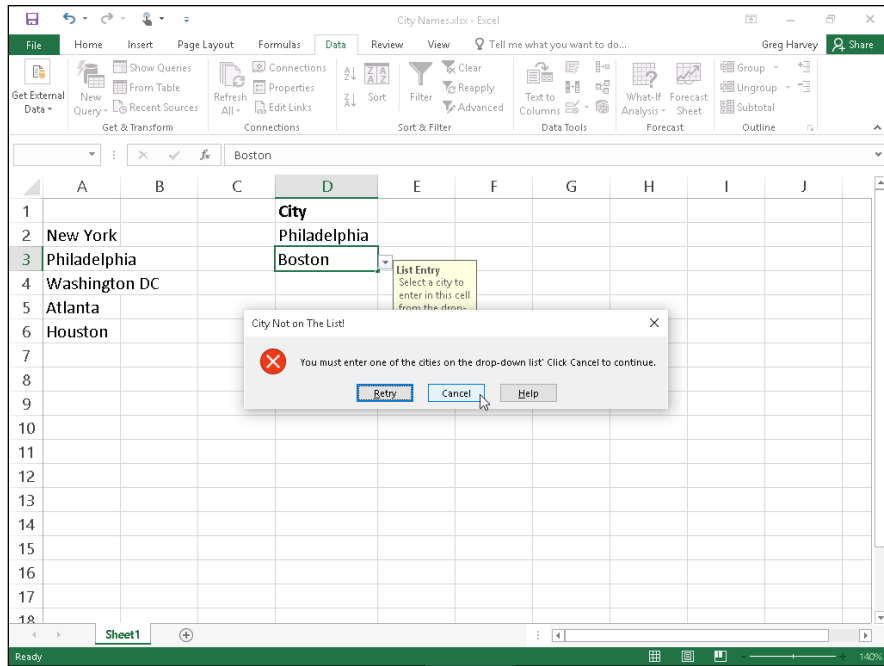 City Names.xlsx - Excel
File Home Insert Page Layout Formulas Data Review View Tell me what you want to do... Greg Harvey Share
Get External Data
New Query
Show Queries
From Table
Recent Sources
Get & Transform
Refresh All
Connections
Properties
Edit Links
Connections
A Z
Z A
Z A
A Z
Sort
Filter
Clear
Reapply
Advanced
Sort & Filter
Text to Columns
Data Tools
What-If Analysis
Forecast Sheet
Forecast
Group
Ungroup
Subtotal
Outline
fx Boston
A B C D E F G H I J
1 City
2 New York Philadelphia
3 Philadelphia Boston
4 Washington DC
5 Atlanta
6 Houston
7
8
9
10
11
12
13
14
15
16
17
18
List Entry
Select a city to
enter in this cell
from the drop-
City Not on The List!
You must enter one of the cities on the drop-down list' Click Cancel to continue.
Retry Cancel Help
Sheet1
Ready 140%